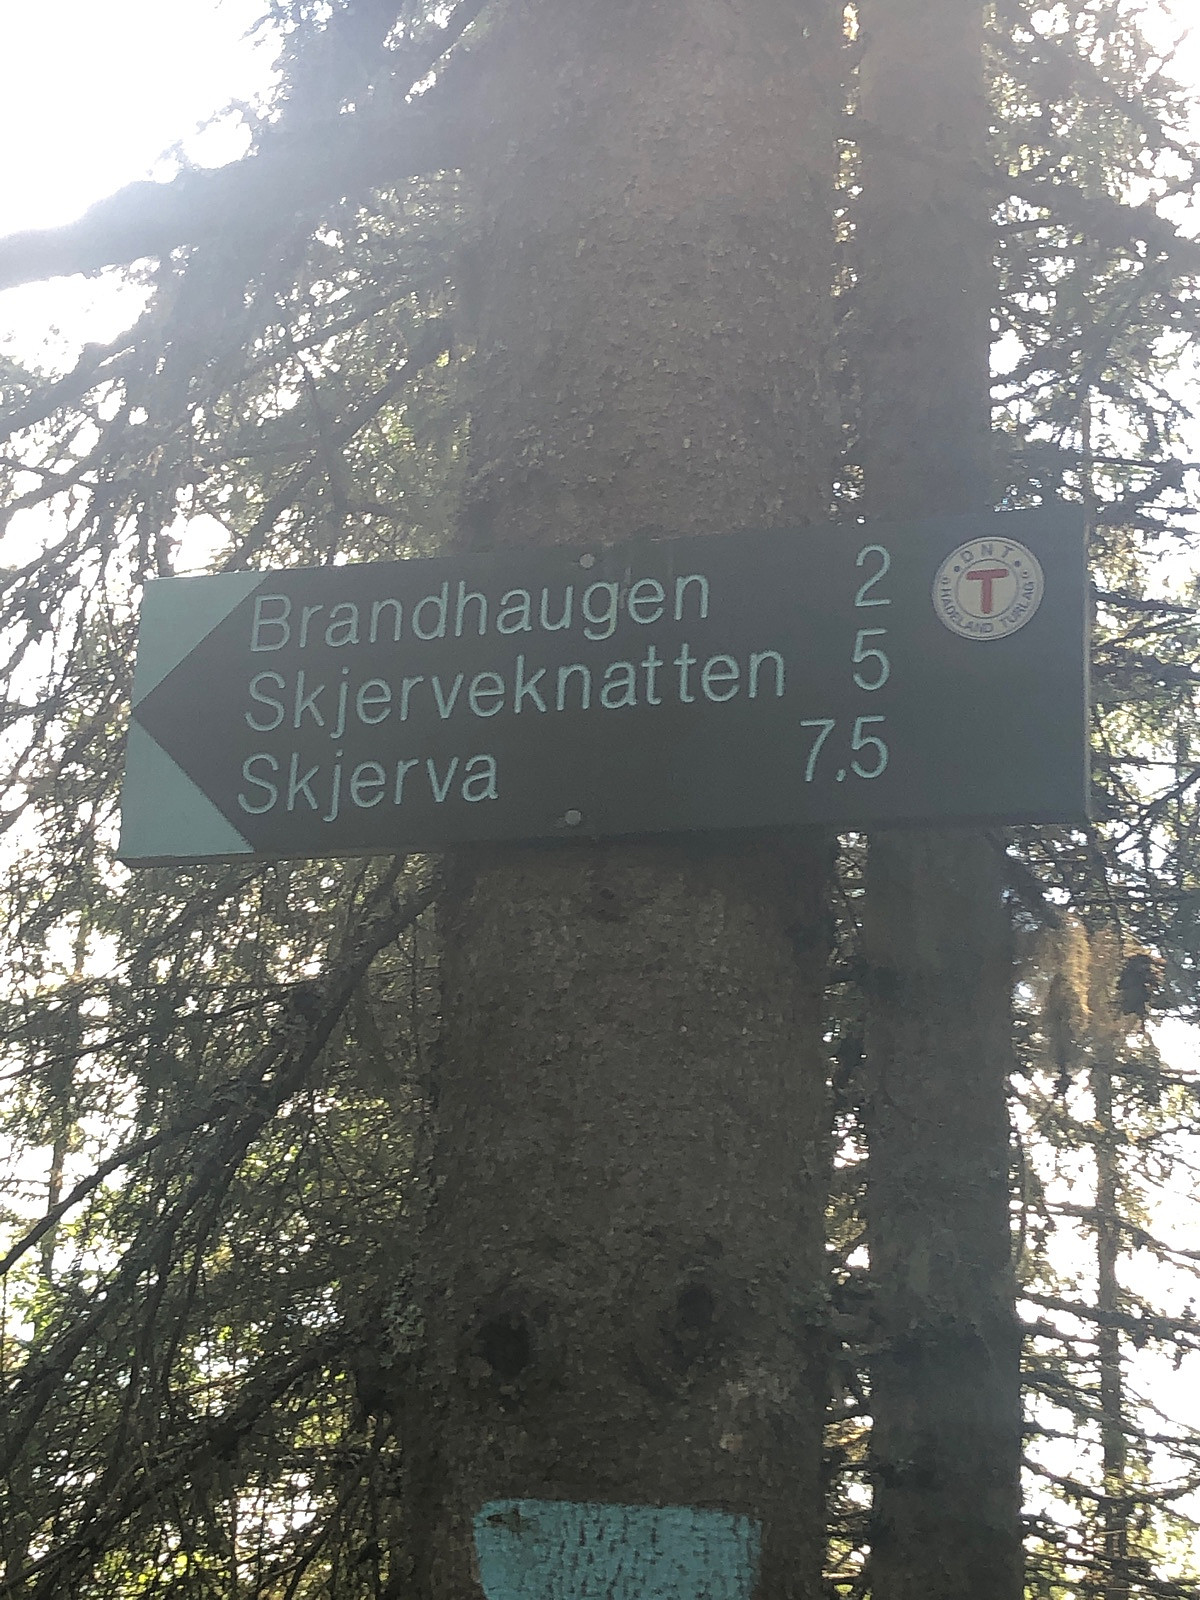 Brandhaugen 2
Skjerveknatten 5
Skjerva 7,5
DNT
T
HADELAND TURLAG